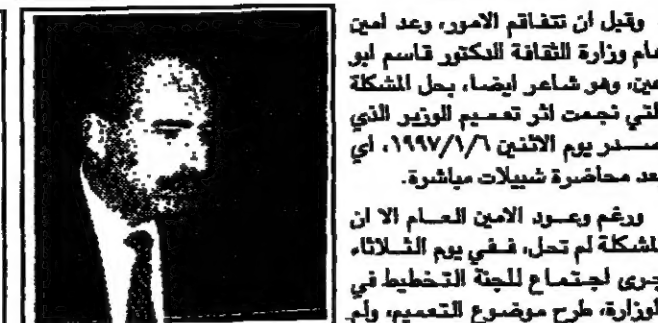 وقبل ان تتفاقم الامور، وعد امين
عام وزارة الثقافة الدكتور قاسم ابو
عين، وهو شاعر ايضا، بحل المشكلة
التي نجمت اثر تعميم الوزير الذي
صدر يوم الاثنين ١٩٩٧/١/٦، اي
بعد محاضرة شبيلات مباشرة.
ورغم وعود الامين العام الا ان
المشكلة لم تحل، ففي يوم الثلاثاء
جرى اجتماع للجنة التخطيط في
الوزارة، طرح موضوع التعميم، ولم